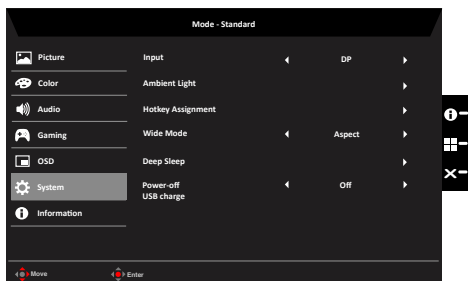 Mode - Standard
Picture
Input
DP
Color
Ambient Light
Audio
Hotkey Assignment
Gaming
Wide Mode
Aspect
OSD
Deep Sleep
System
Power-off
USB charge
Off
Information
Move
Enter